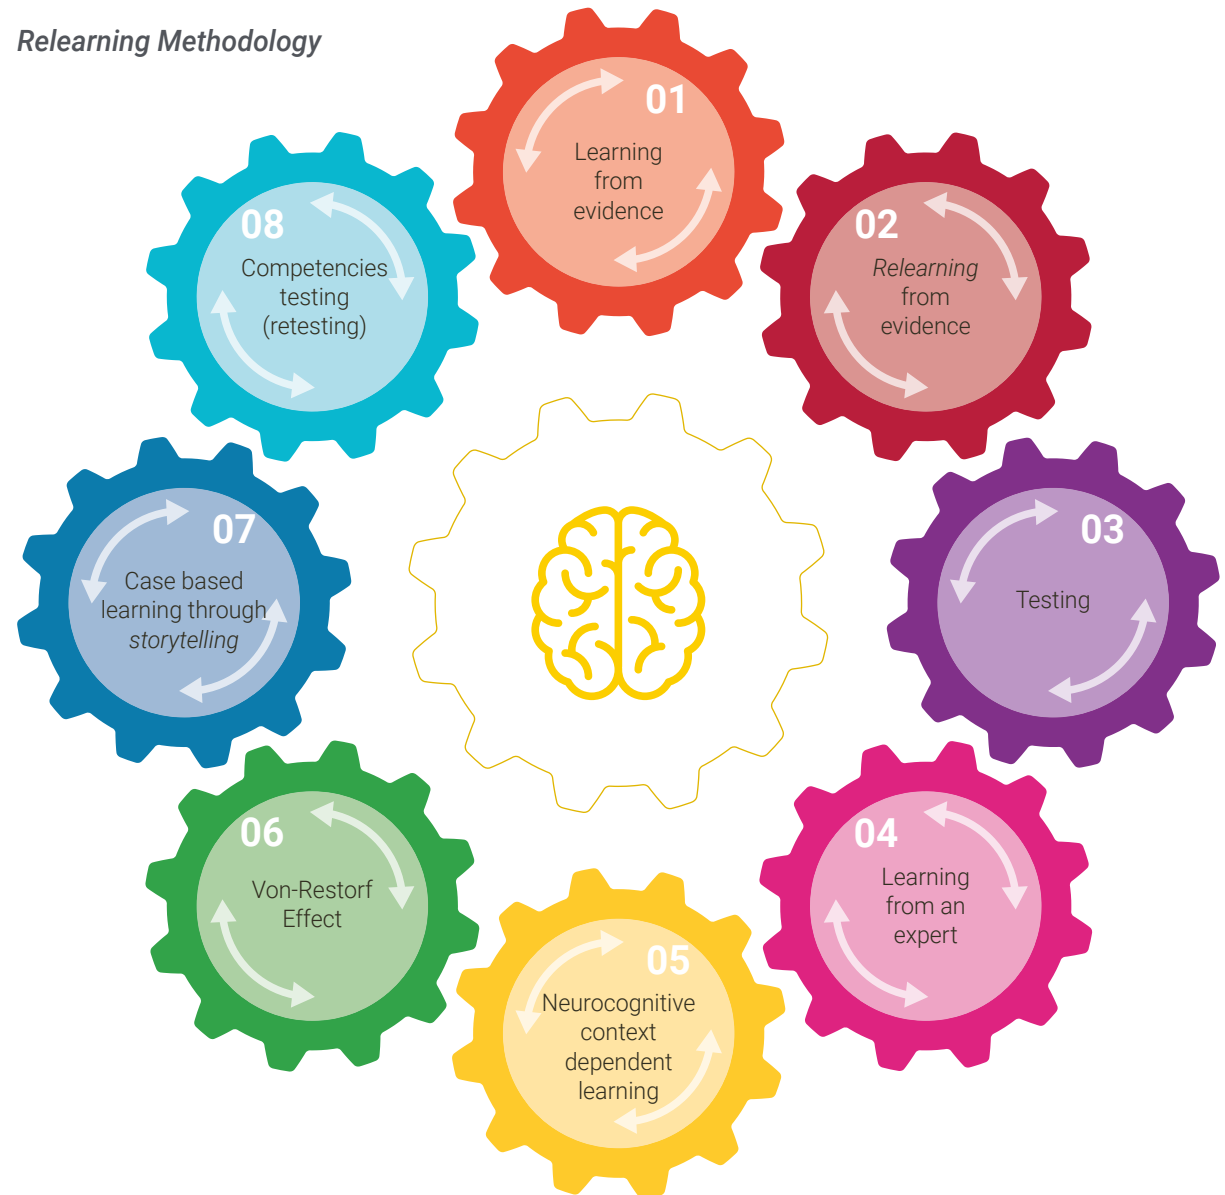 Relearning Methodology
01
Learning
from
evidence
02
Relearning
from
evidence
03
Testing
04
Learning
from an
expert
05
Neurocognitive
context
dependent
learning
06
Von-Restorf
Effect
07
Case based
learning through
storytelling
08
Competencies
testing
(retesting)